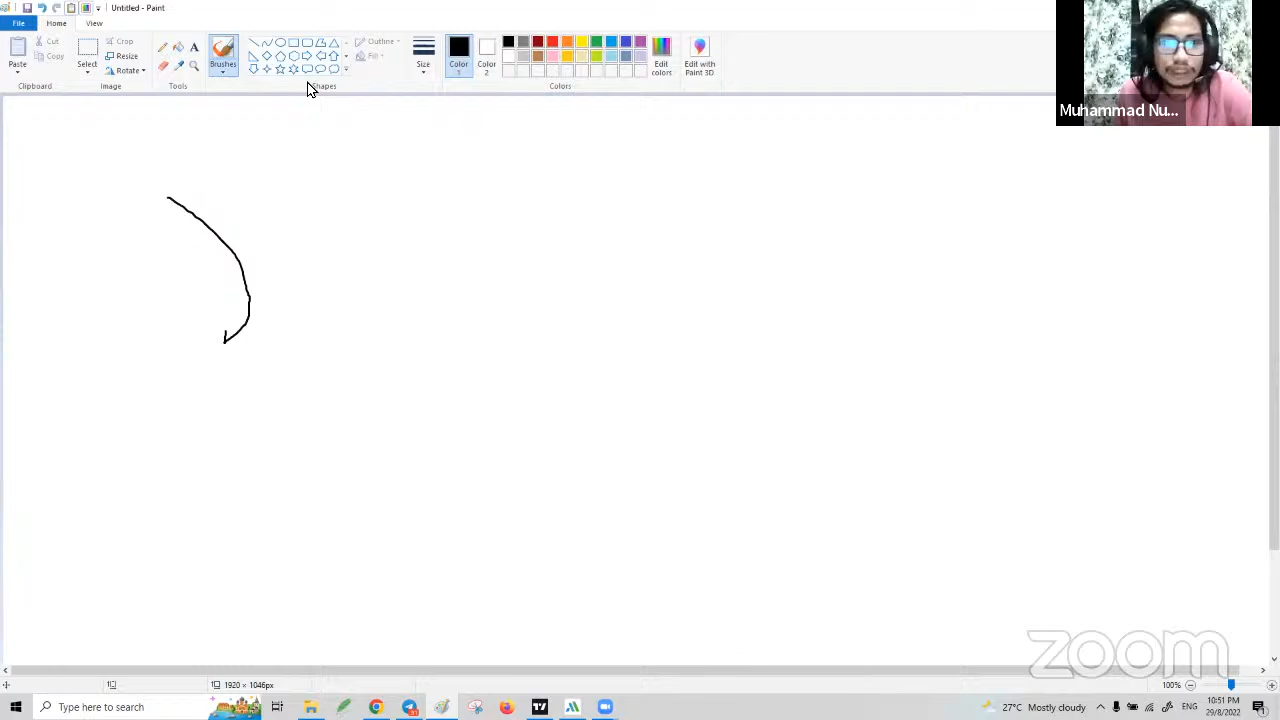 Untitled - Paint
File Home View
Paste
Cut
Copy
Clipboard
Select
Crop
Resize
Rotate
Image
Tools
Brushes
Outline
Fill
Shapes
Size
Color 1
Color 2
Edit colors
Edit with Paint 3D
Colors
Muhammad Nu...
zoom
1920 × 1046px
100%
Type here to search
27°C Mostly cloudy
ENG
10:51 PM
29/8/2022